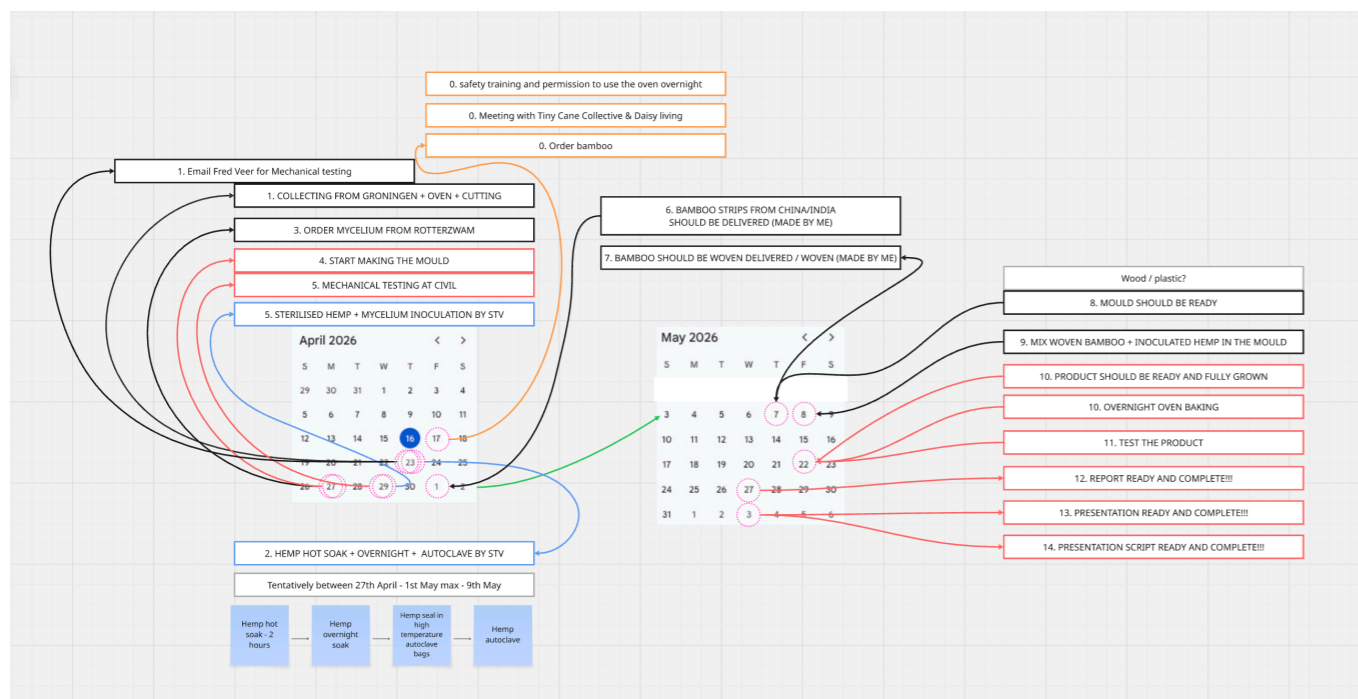 0. safety training and permission to use the oven overnight
0. Meeting with Tiny Cane Collective & Daisy living
0. Order bamboo
1. Email Fred Veer for Mechanical testing
1. COLLECTING FROM GRONINGEN + OVEN + CUTTING
3. ORDER MYCELIUM FROM ROTTERZWAM
4. START MAKING THE MOULD
5. MECHANICAL TESTING AT CIVIL
5. STERILISED HEMP + MYCELIUM INOCULATION BY STV
April 2026 < >
S M T W T F S
29 30 31 1 2 3 4
5 6 7 8 9 10 11
12 13 14 15 16 17 18
19 20 21 22 23 24 25
26 27 28 29 30 1 2
2. HEMP HOT SOAK + OVERNIGHT + AUTOCLAVE BY STV
Tentatively between 27th April - 1st May max - 9th May
Hemp hot
soak - 2
hours
Hemp
overnight
soak
Hemp seal in
high
temperature
autoclave
bags
Hemp
autoclave
6. BAMBOO STRIPS FROM CHINA/INDIA
SHOULD BE DELIVERED (MADE BY ME)
7. BAMBOO SHOULD BE WOVEN DELIVERED / WOVEN (MADE BY ME)
May 2026 < >
S M T W T F S
3 4 5 6 7 8 9
10 11 12 13 14 15 16
17 18 19 20 21 22 23
24 25 26 27 28 29 30
31 1 2 3 4 5 6
Wood / plastic?
8. MOULD SHOULD BE READY
9. MIX WOVEN BAMBOO + INOCULATED HEMP IN THE MOULD
10. PRODUCT SHOULD BE READY AND FULLY GROWN
10. OVERNIGHT OVEN BAKING
11. TEST THE PRODUCT
12. REPORT READY AND COMPLETE!!!
13. PRESENTATION READY AND COMPLETE!!!
14. PRESENTATION SCRIPT READY AND COMPLETE!!!